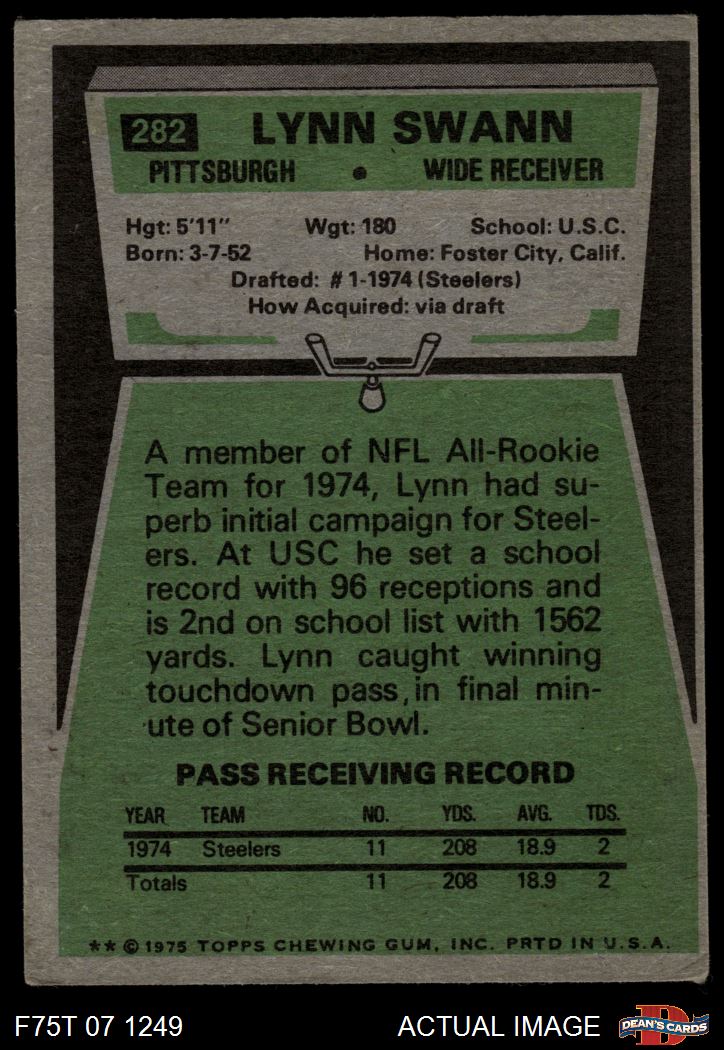 282 LYNN SWANN
PITTSBURGH • WIDE RECEIVER
Hgt: 5'11" Wgt: 180 School: U.S.C.
Born: 3-7-52 Home: Foster City, Calif.
Drafted: #1-1974 (Steelers)
How Acquired: via draft
A member of NFL All-Rookie
Team for 1974, Lynn had su-
perb initial campaign for Steel-
ers. At USC he set a school
record with 96 receptions and
is 2nd on school list with 1562
yards. Lynn caught winning
touchdown pass, in final min-
ute of Senior Bowl.
PASS RECEIVING RECORD
YEAR TEAM NO. YDS. AVG. TDS.
1974 Steelers 11 208 18.9 2
Totals 11 208 18.9 2
** © 1975 TOPPS CHEWING GUM, INC. PRTD IN U.S.A.
F75T 07 1249 ACTUAL IMAGE D DEAN'S CARDS